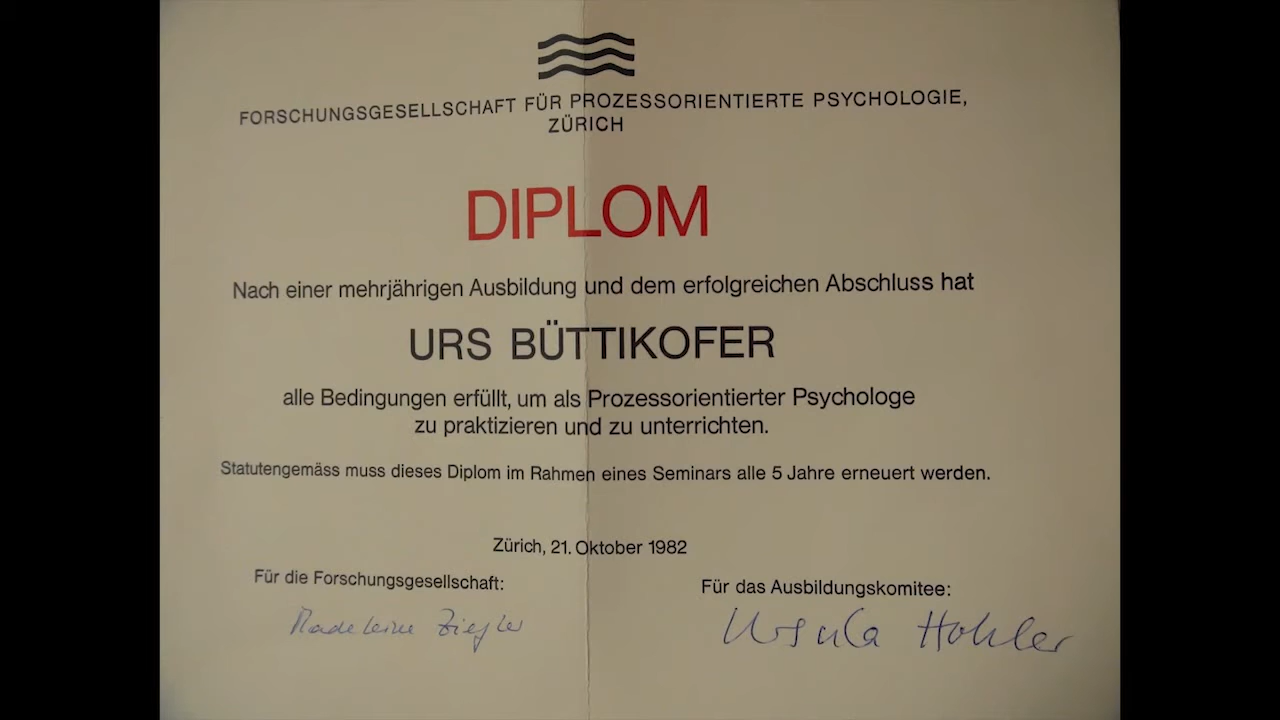 FORSCHUNGSGESELLSCHAFT FÜR PROZESSORIENTIERTE PSYCHOLOGIE,
ZÜRICH
DIPLOM
Nach einer mehrjährigen Ausbildung und dem erfolgreichen Abschluss hat
URS BÜTTIKOFER
alle Bedingungen erfüllt, um als Prozessorientierter Psychologe
zu praktizieren und zu unterrichten.
Statutengemäss muss dieses Diplom im Rahmen eines Seminars alle 5 Jahre erneuert werden.
Zürich, 21. Oktober 1982
Für die Forschungsgesellschaft:
Madeleine Ziegler
Für das Ausbildungskomitee:
Ursula Hohler